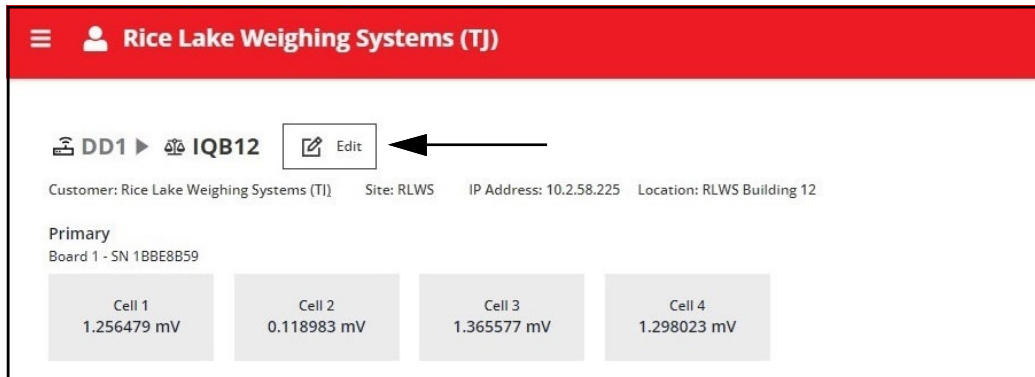 Rice Lake Weighing Systems (TJ)
DD1 IQB12 Edit
Customer: Rice Lake Weighing Systems (TJ) Site: RLWS IP Address: 10.2.58.225 Location: RLWS Building 12
Primary
Board 1 - SN 1BBE8B59
Cell 1 Cell 2 Cell 3 Cell 4
1.256479 mV 0.118983 mV 1.365577 mV 1.298023 mV